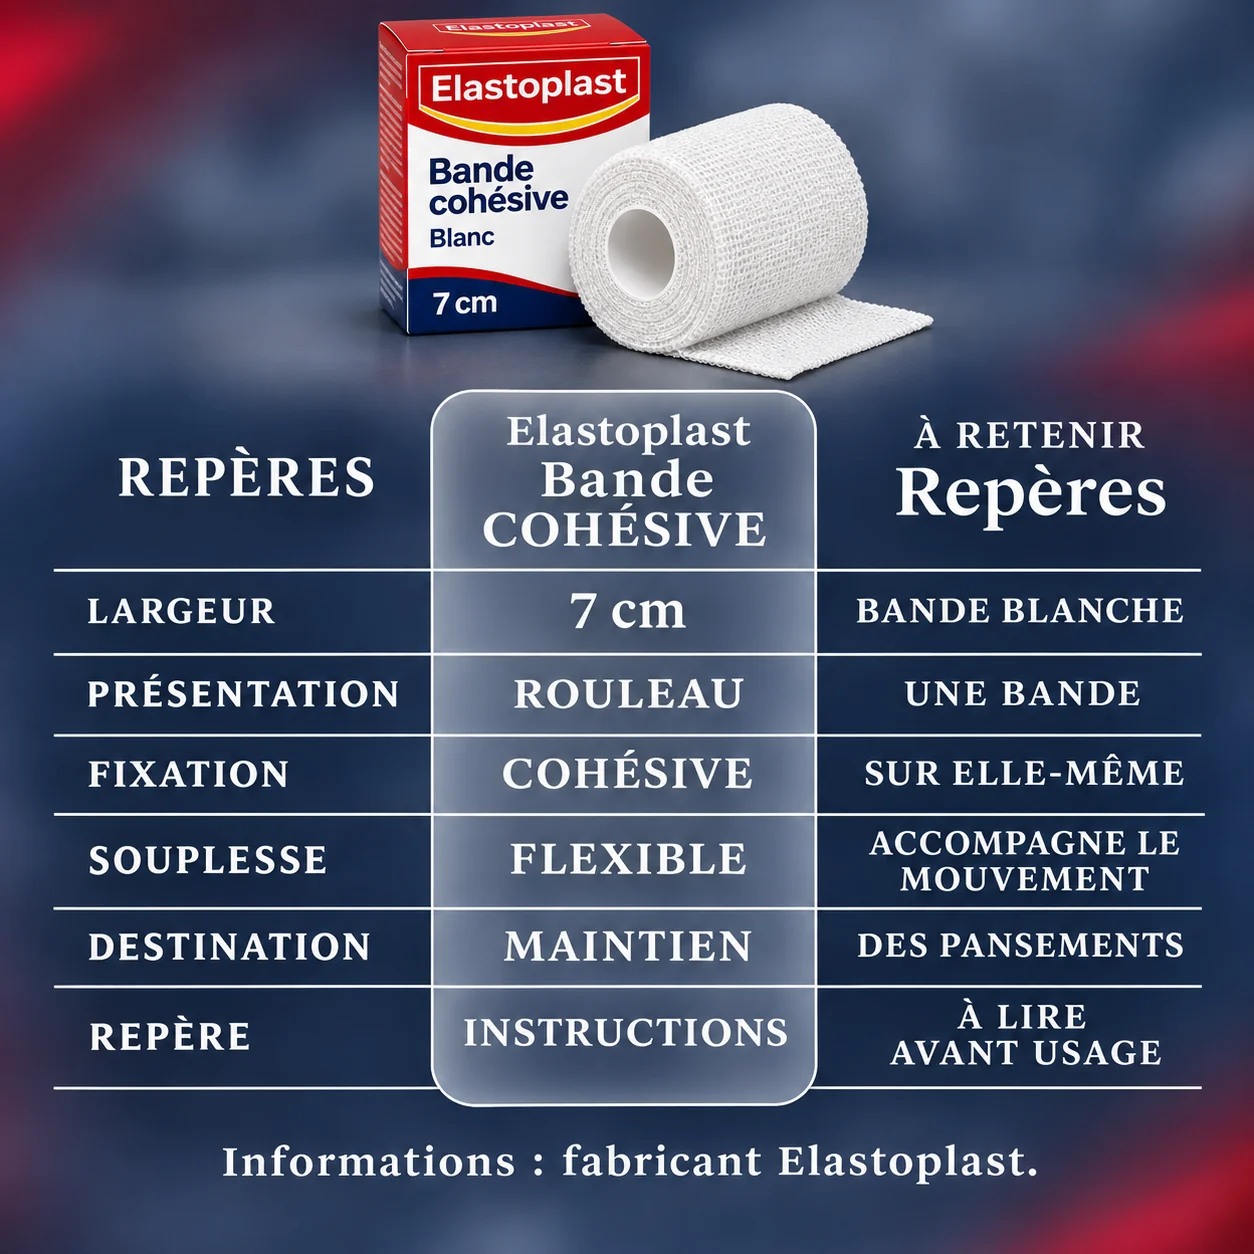 Elastoplast
Elastoplast
Bande
cohésive
Blanc
7 cm
REPÈRES
Elastoplast
Bande
COHÉSIVE
À RETENIR
Repères
LARGEUR
7 cm
BANDE BLANCHE
PRÉSENTATION
ROULEAU
UNE BANDE
FIXATION
COHÉSIVE
SUR ELLE-MÊME
SOUPLESSE
FLEXIBLE
ACCOMPAGNE LE
MOUVEMENT
DESTINATION
MAINTIEN
DES PANSEMENTS
REPÈRE
INSTRUCTIONS
À LIRE
AVANT USAGE
Informations : fabricant Elastoplast.